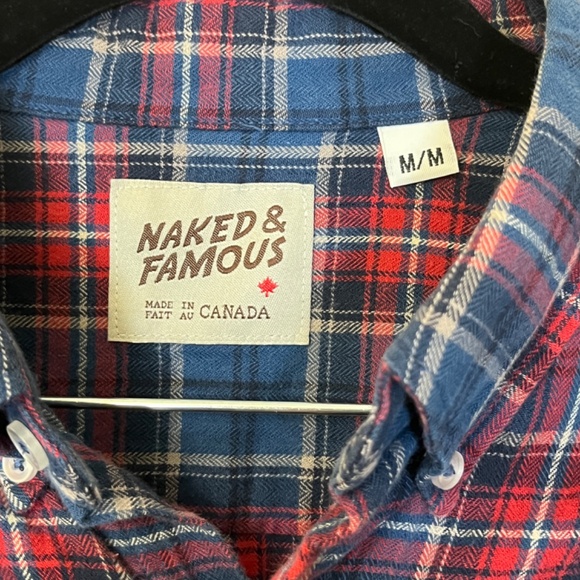 M/M
NAKED &
FAMOUS
MADE IN
FAIT AU CANADA